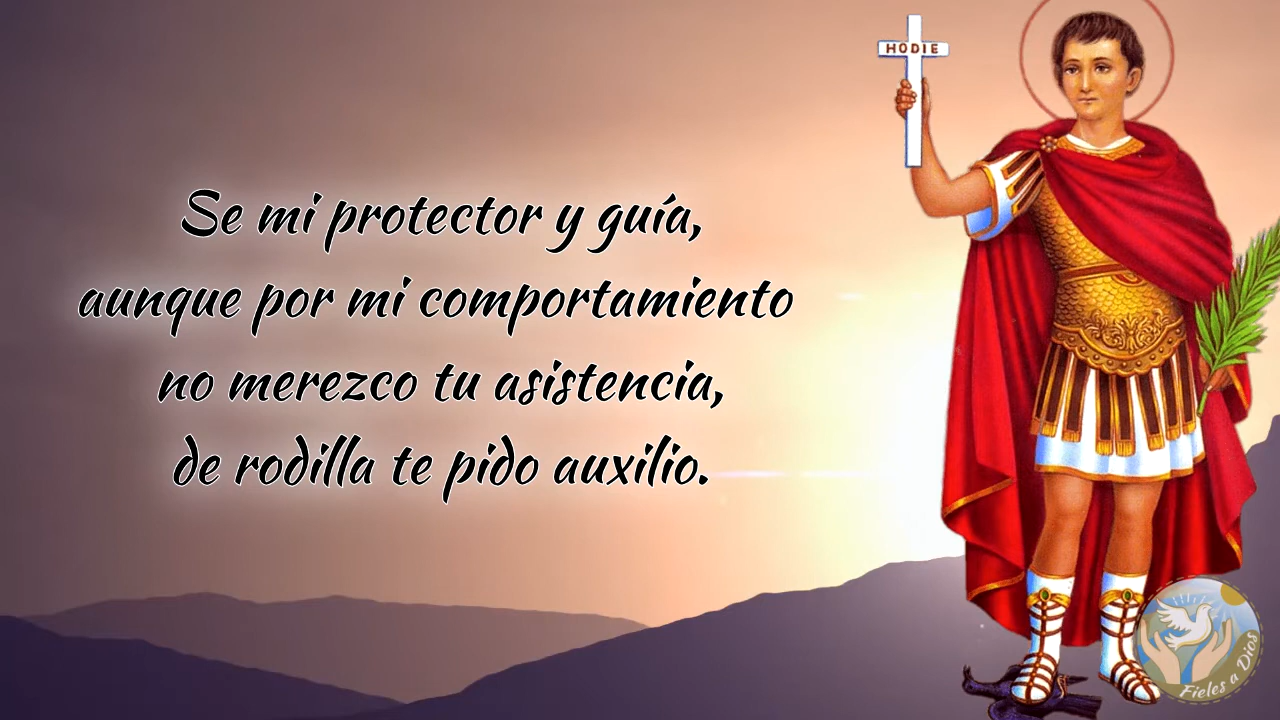 HODIE
Se mi protector y guía,
aunque por mi comportamiento
no merezco tu asistencia,
de rodilla te pido auxilio.
Fieles a Dios